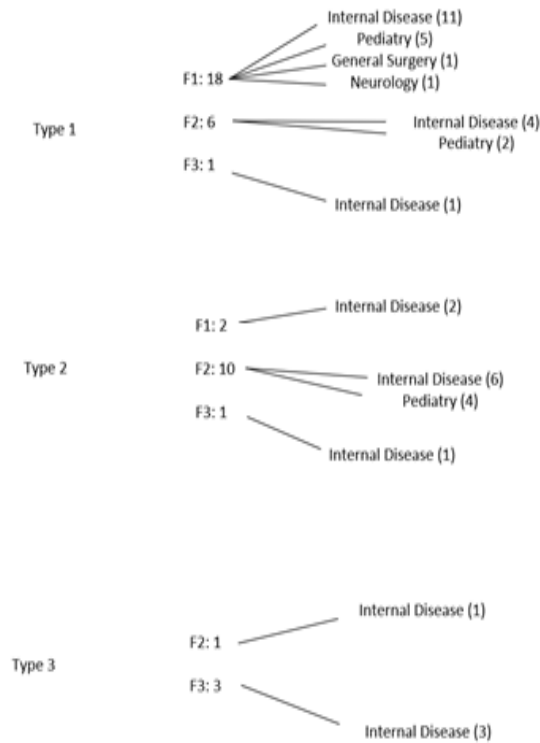 Internal Disease (11)
Pediatry (5)
General Surgery (1)
F1: 18
Neurology (1)
Type 1
F2: 6
Internal Disease (4)
Pediatry (2)
F3: 1
Internal Disease (1)
Internal Disease (2)
F1: 2
Type 2
F2: 10
Internal Disease (6)
Pediatry (4)
F3: 1
Internal Disease (1)
Internal Disease (1)
F2: 1
Type 3
F3: 3
Internal Disease (3)